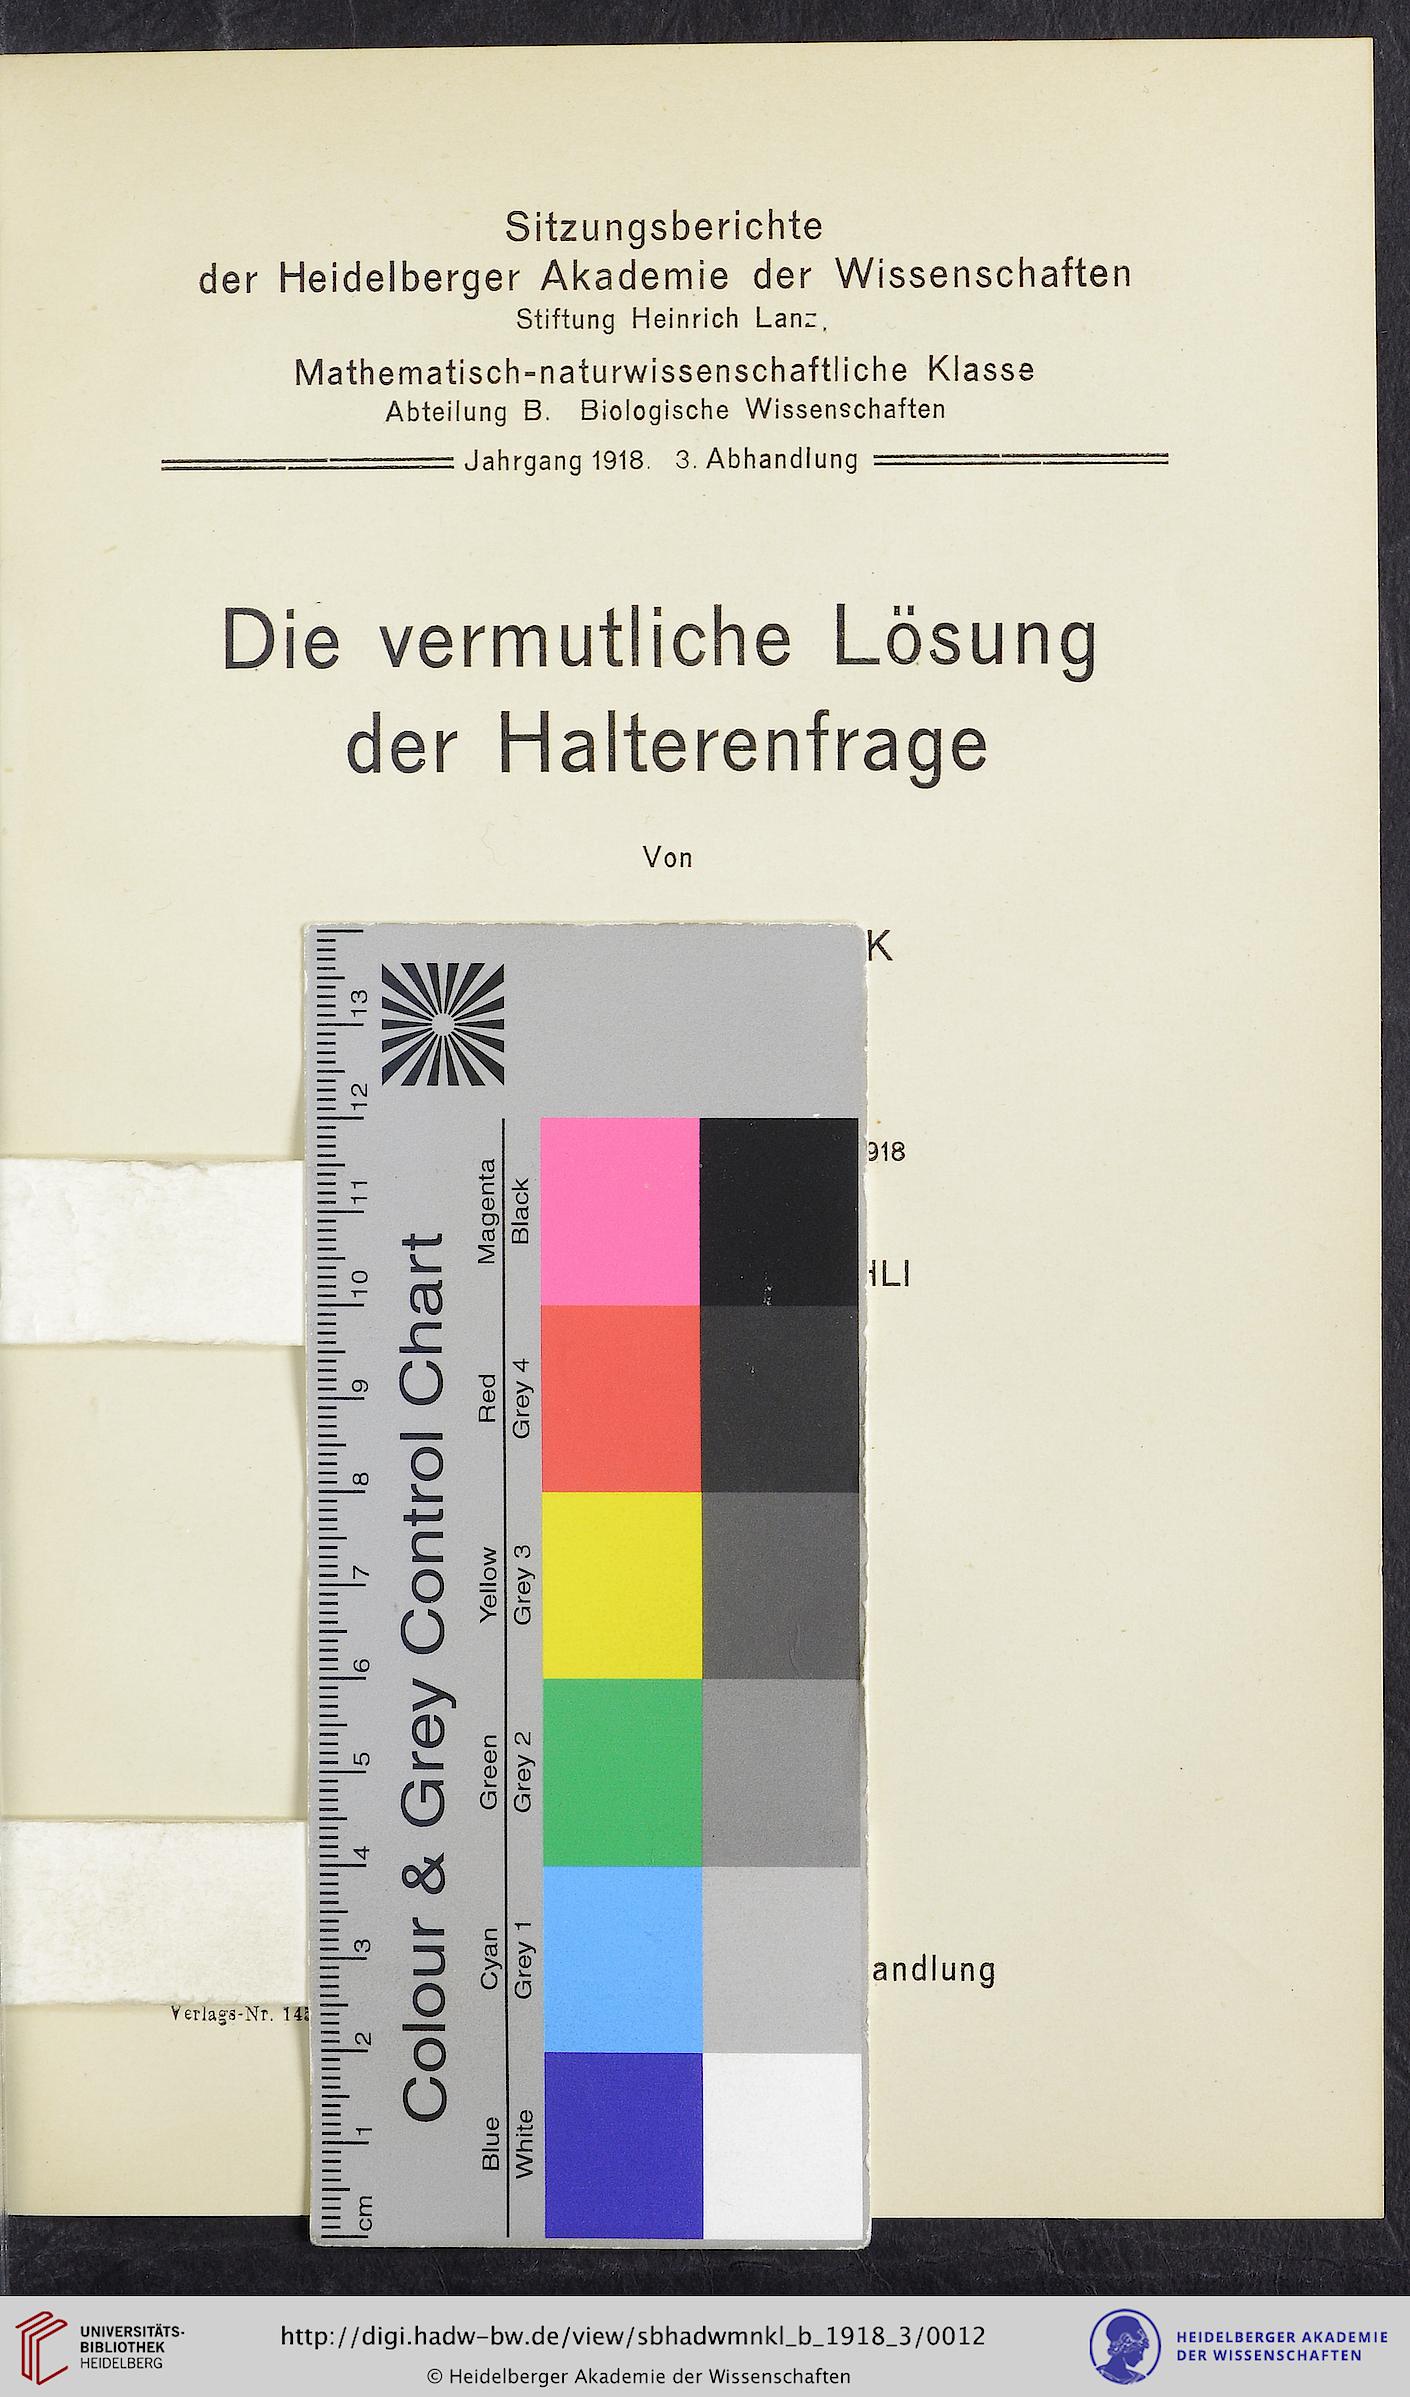 Sitzungsberichte
der Heidelberger Akademie der Wissenschaften
Stiftung Heinrich Lanz,
Mathematisch-naturwissenschaftliche Klasse
Abteilung B. Biologische Wissenschaften
Jahrgang 1918. 3. Abhandlung
Die vermutliche Lösung
der Halterenfrage
Von
K
918
HLI
andlung
Verlags-Nr. 14
Colour & Grey Control Chart
Magenta
Red
Yellow
Green
Cyan
Blue
Black
Grey 4
Grey 3
Grey 2
Grey 1
White
13
12
11
10
9
8
7
6
5
4
3
2
1
cm
UNIVERSITÄTS-
BIBLIOTHEK
HEIDELBERG
http://digi.hadw-bw.de/view/sbhadwmnkl_b_1918_3/0012
© Heidelberger Akademie der Wissenschaften
HEIDELBERGER AKADEMIE
DER WISSENSCHAFTEN